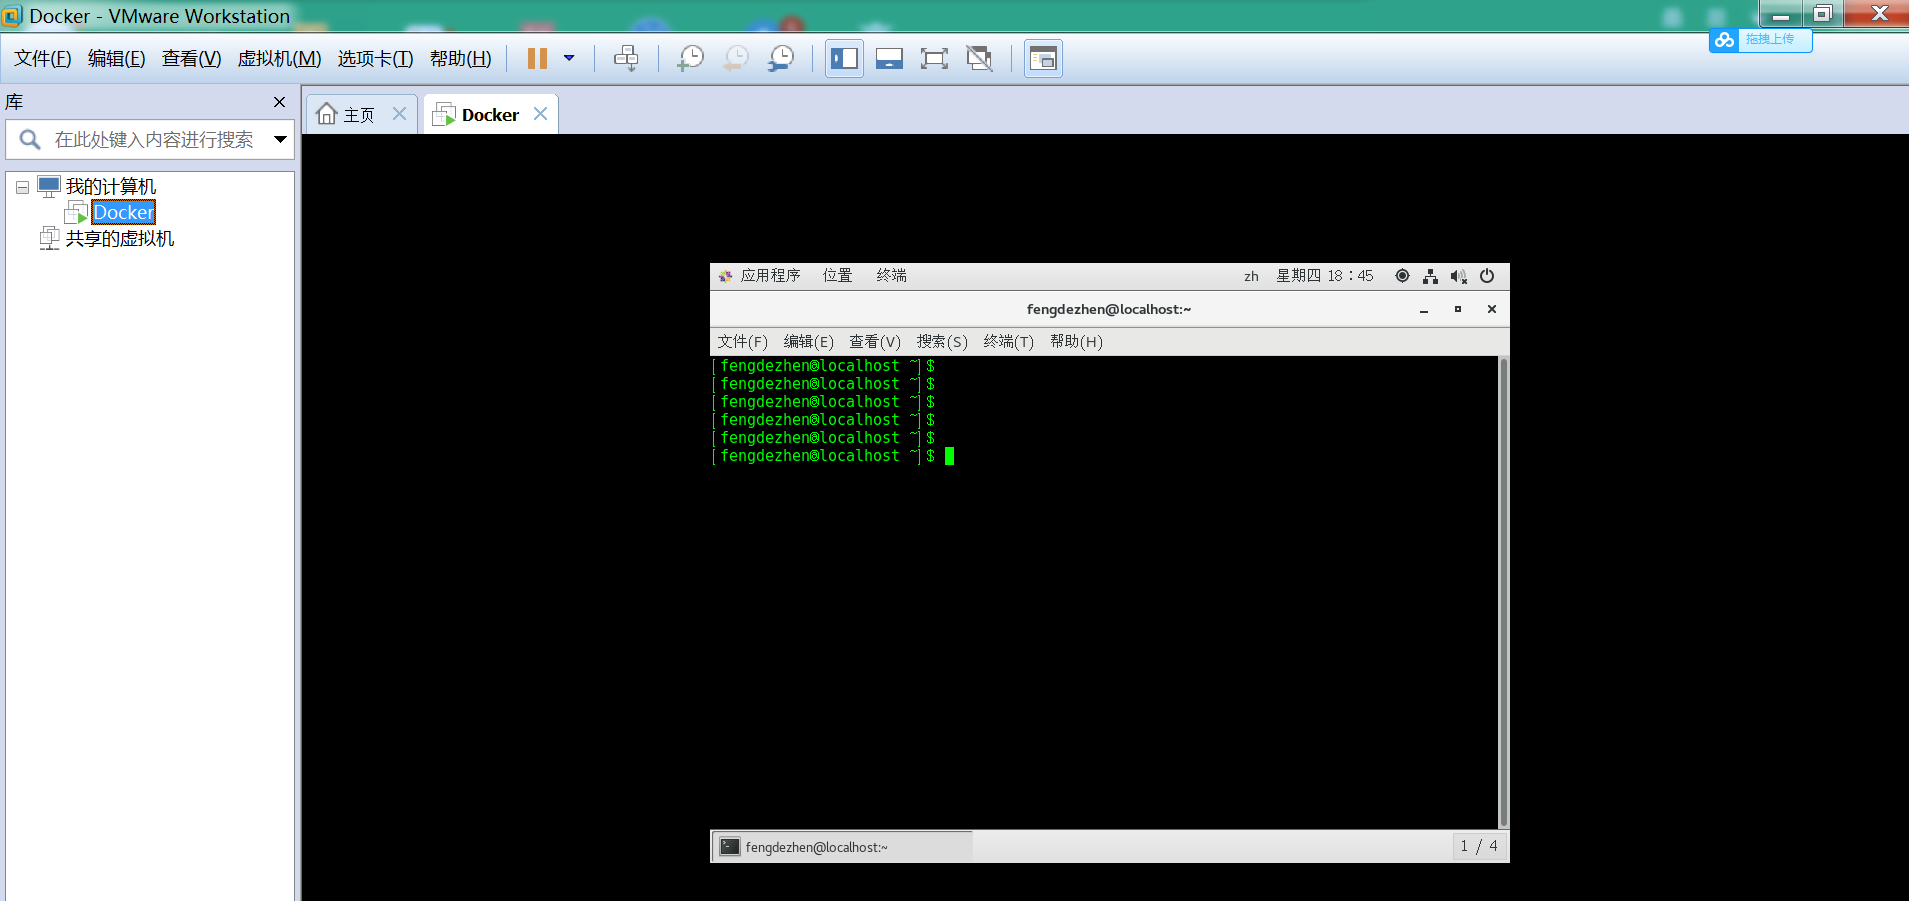 Docker - VMware Workstation
拖拽上传
文件(F) 编辑(E) 查看(V) 虚拟机(M) 选项卡(T) 帮助(H)
库
主页
Docker
在此处键入内容进行搜索
我的计算机
Docker
共享的虚拟机
应用程序 位置 终端 zh 星期四 18：45
fengdezhen@localhost:~
文件(F) 编辑(E) 查看(V) 搜索(S) 终端(T) 帮助(H)
[fengdezhen@localhost ~]$
[fengdezhen@localhost ~]$
[fengdezhen@localhost ~]$
[fengdezhen@localhost ~]$
[fengdezhen@localhost ~]$
[fengdezhen@localhost ~]$
fengdezhen@localhost:~
1 / 4